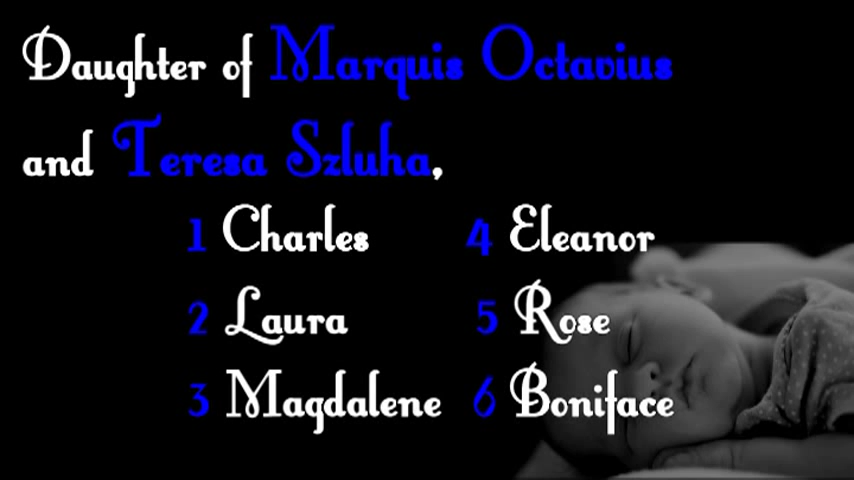 Daughter of Marquis Octavius
and Teresa Szluha,
1 Charles
2 Laura
3 Magdalene
4 Eleanor
5 Rose
6 Boniface